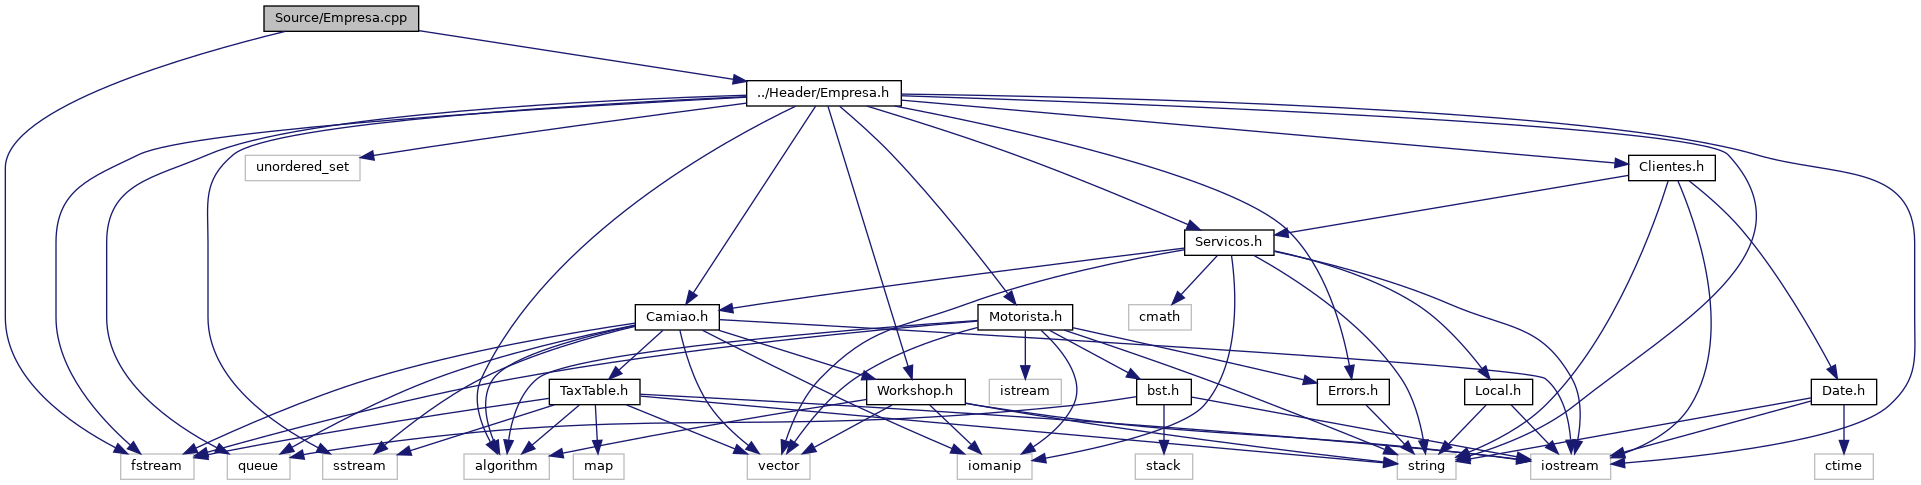 Source/Empresa.cpp
../Header/Empresa.h
unordered_set
Clientes.h
Servicos.h
Camiao.h
Motorista.h
cmath
TaxTable.h
Workshop.h
istream
bst.h
Errors.h
Local.h
Date.h
fstream
queue
sstream
algorithm
map
vector
iomanip
stack
string
iostream
ctime